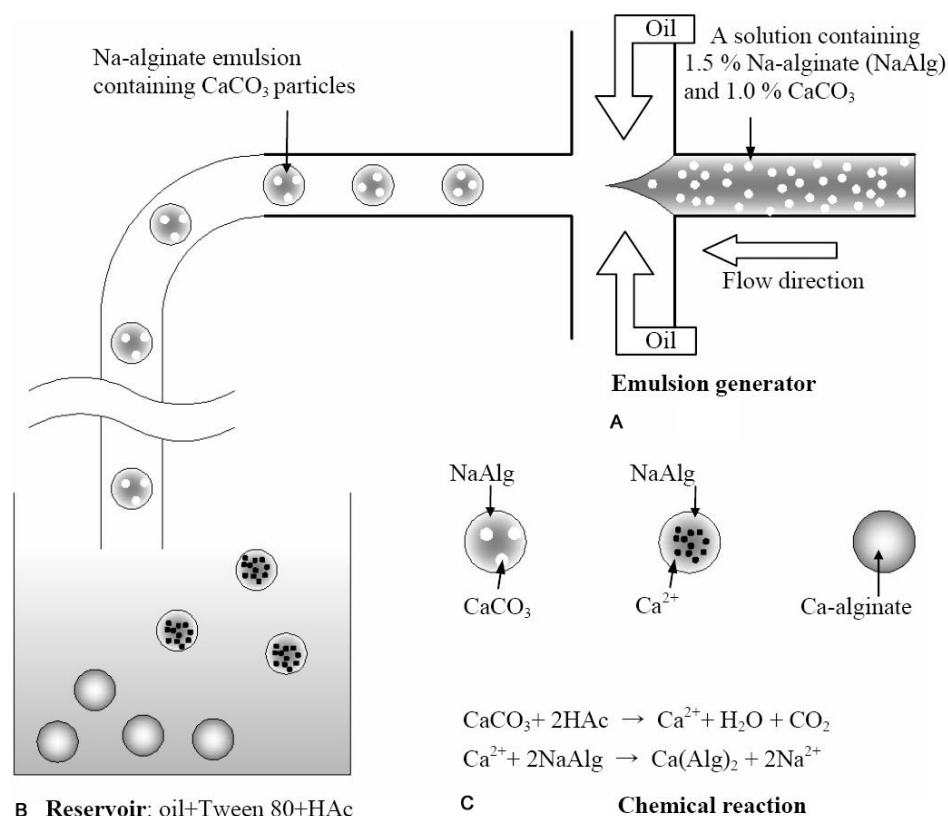 Na-alginate emulsion
containing CaCO₃ particles
Oil
A solution containing
1.5 % Na-alginate (NaAlg)
and 1.0 % CaCO₃
Flow direction
Oil
Emulsion generator
A
NaAlg
NaAlg
CaCO₃
Ca²⁺
Ca-alginate
CaCO₃+ 2HAc → Ca²⁺+ H₂O + CO₂
Ca²⁺+ 2NaAlg → Ca(Alg)₂ + 2Na²⁺
B Reservoir: oil+Tween 80+HAc
C Chemical reaction